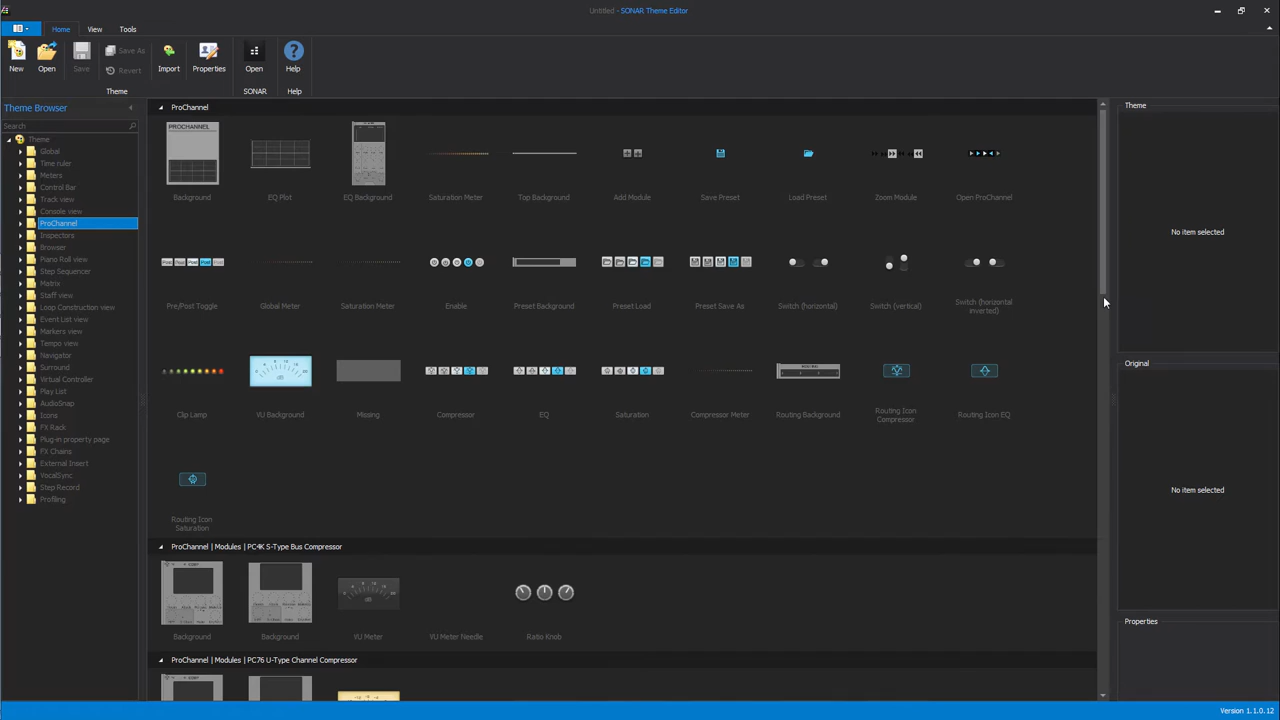 Untitled - SONAR Theme Editor
Home
View
Tools
New
Open
Save
Save As
Revert
Import
Properties
Open
Help
Theme
SONAR
Help
Theme Browser
Search
Theme
Global
Time ruler
Meters
Control Bar
Track view
Console view
ProChannel
Inspectors
Browser
Piano Roll view
Step Sequencer
Matrix
Staff view
Loop Construction view
Event List view
Markers view
Tempo view
Navigator
Surround
Virtual Controller
Play List
AudioSnap
Icons
FX Rack
Plug-in property page
FX Chains
External Insert
VocalSync
Step Record
Profiling
ProChannel
PROCHANNEL
Background
EQ Plot
EQ Background
Saturation Meter
Top Background
Add Module
Save Preset
Load Preset
Zoom Module
Open ProChannel
Post
Post
Post
Pre/Post Toggle
Global Meter
Saturation Meter
Enable
Preset Background
Preset Load
Preset Save As
Switch (horizontal)
Switch (vertical)
Switch (horizontal
inverted)
Clip Lamp
VU Background
Missing
Compressor
EQ
Saturation
Compressor Meter
Routing Background
Routing Icon
Compressor
Routing Icon EQ
Routing Icon
Saturation
ProChannel | Modules | PC4K S-Type Bus Compressor
Background
Background
VU Meter
VU Meter Needle
Ratio Knob
ProChannel | Modules | PC76 U-Type Channel Compressor
Theme
No item selected
Original
No item selected
Properties
Version 1.1.0.12